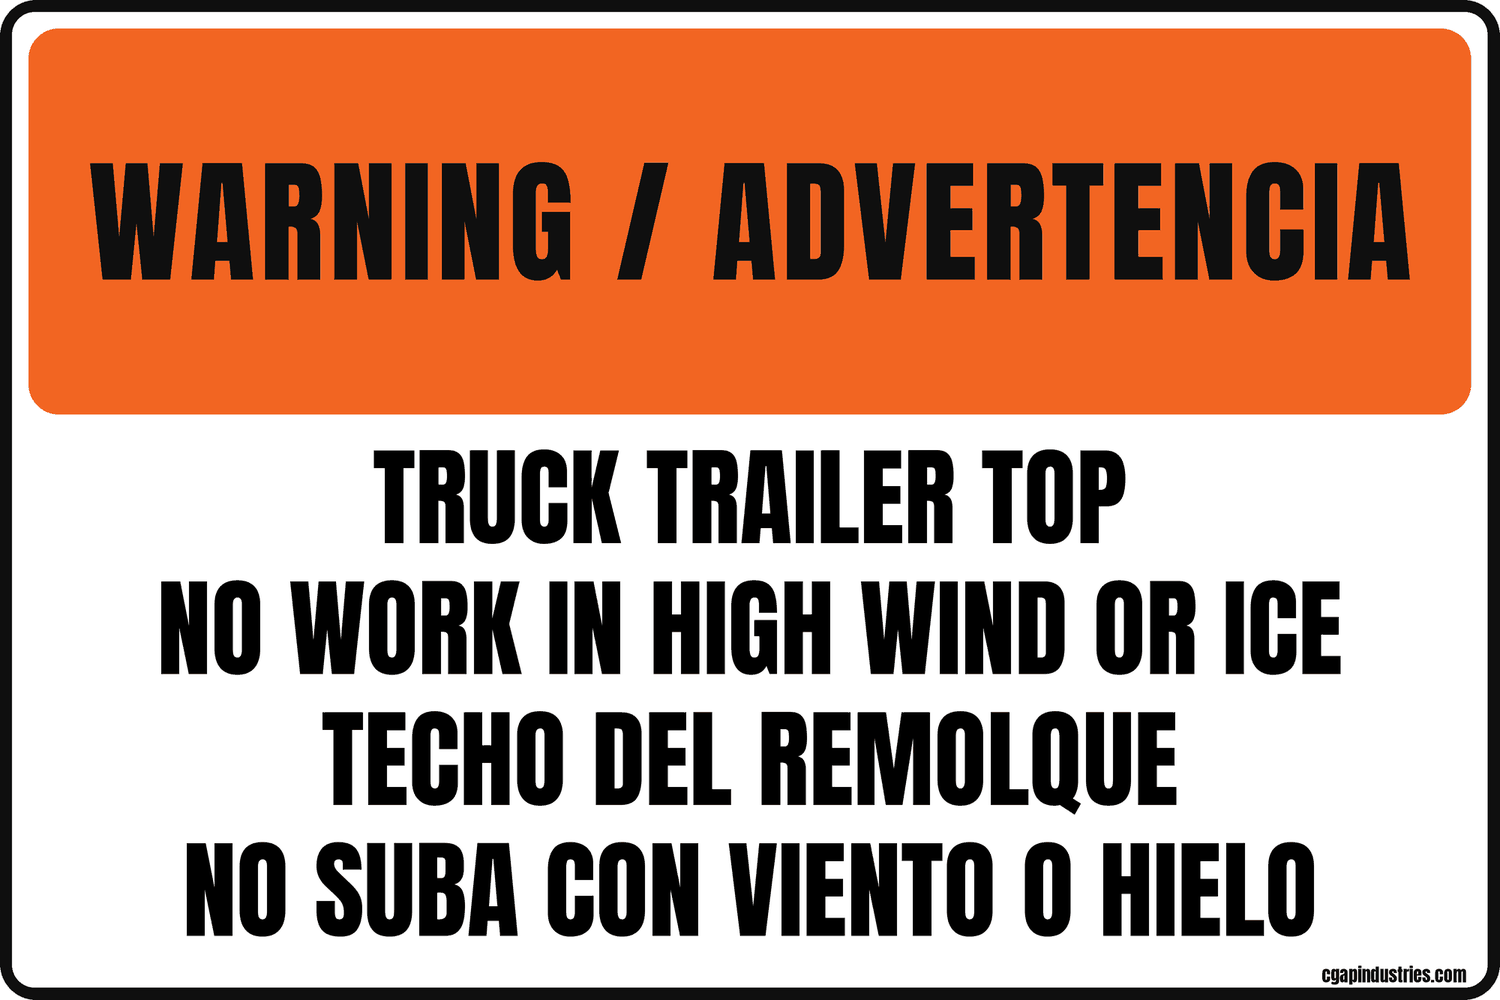 WARNING / ADVERTENCIA
TRUCK TRAILER TOP
NO WORK IN HIGH WIND OR ICE
TECHO DEL REMOLQUE
NO SUBA CON VIENTO O HIELO
cgapindustries.com